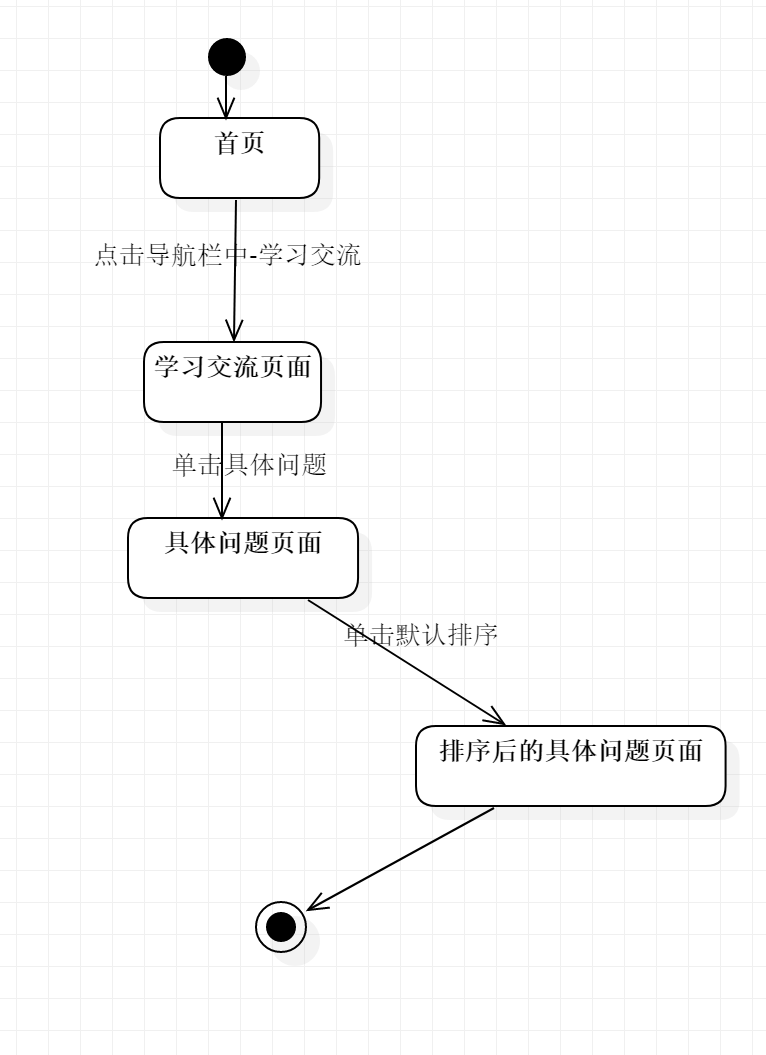 首页
点击导航栏中-学习交流
学习交流页面
单击具体问题
具体问题页面
单击默认排序
排序后的具体问题页面